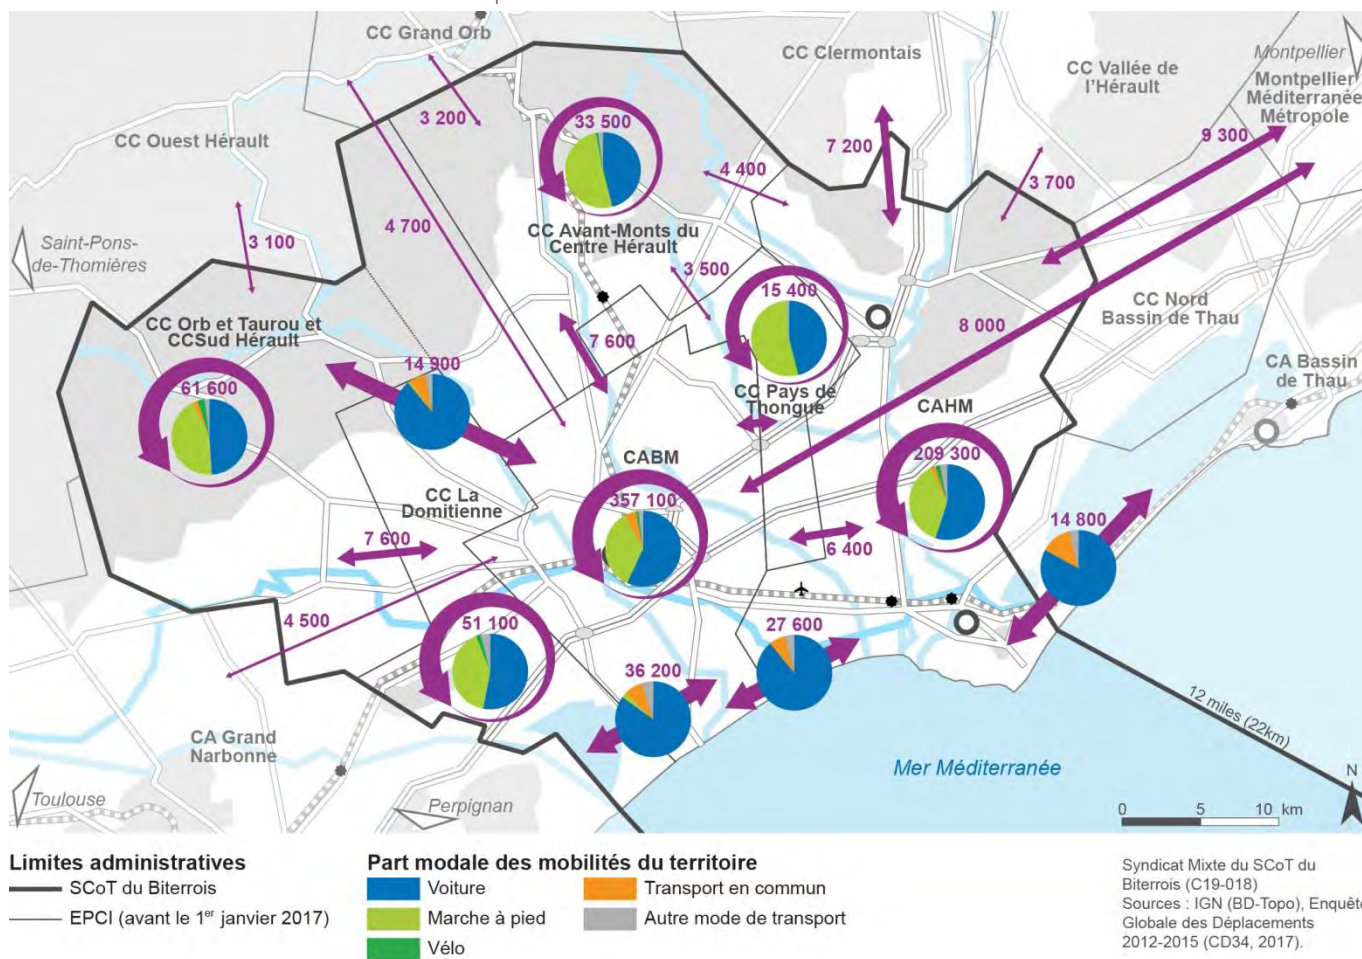 CC Grand Orb
CC Clermontais
Montpellier
CC Vallée de
l'Hérault
Montpellier
Méditerranée
Métropole
CC Ouest Hérault
3 200
33 500
7 200
9 300
4 400
3 700
4 700
3 100
Saint-Pons-
de-Thomières
CC Avant-Monts du
Centre Hérault
3 500
15 400
CC Nord
Bassin de Thau
8 000
CC Orb et Taurou et
CCSud Hérault
7 600
14 900
61 600
CA Bassin
de Thau
CC Pays de
Thongue
CAHM
CABM
209 300
CC La
Domitienne
357 100
14 800
7 600
6 400
4 500
51 100
27 600
36 200
12 miles (22km)
CA Grand
Narbonne
Mer Méditerranée
N
Toulouse
Perpignan
0 5 10 km
Limites administratives
SCoT du Biterrois
EPCI (avant le 1er janvier 2017)
Part modale des mobilités du territoire
Voiture
Marche à pied
Vélo
Transport en commun
Autre mode de transport
Syndicat Mixte du SCoT du
Biterrois (C19-018)
Sources : IGN (BD-Topo), Enquête
Globale des Déplacements
2012-2015 (CD34, 2017).